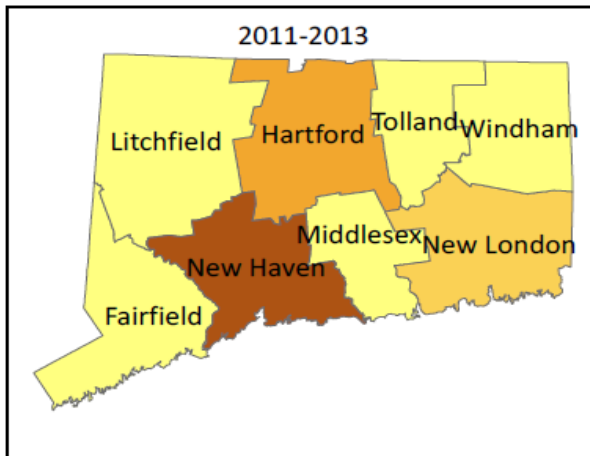 2011-2013
Litchfield
Hartford
Tolland
Windham
Middlesex
New London
New Haven
Fairfield